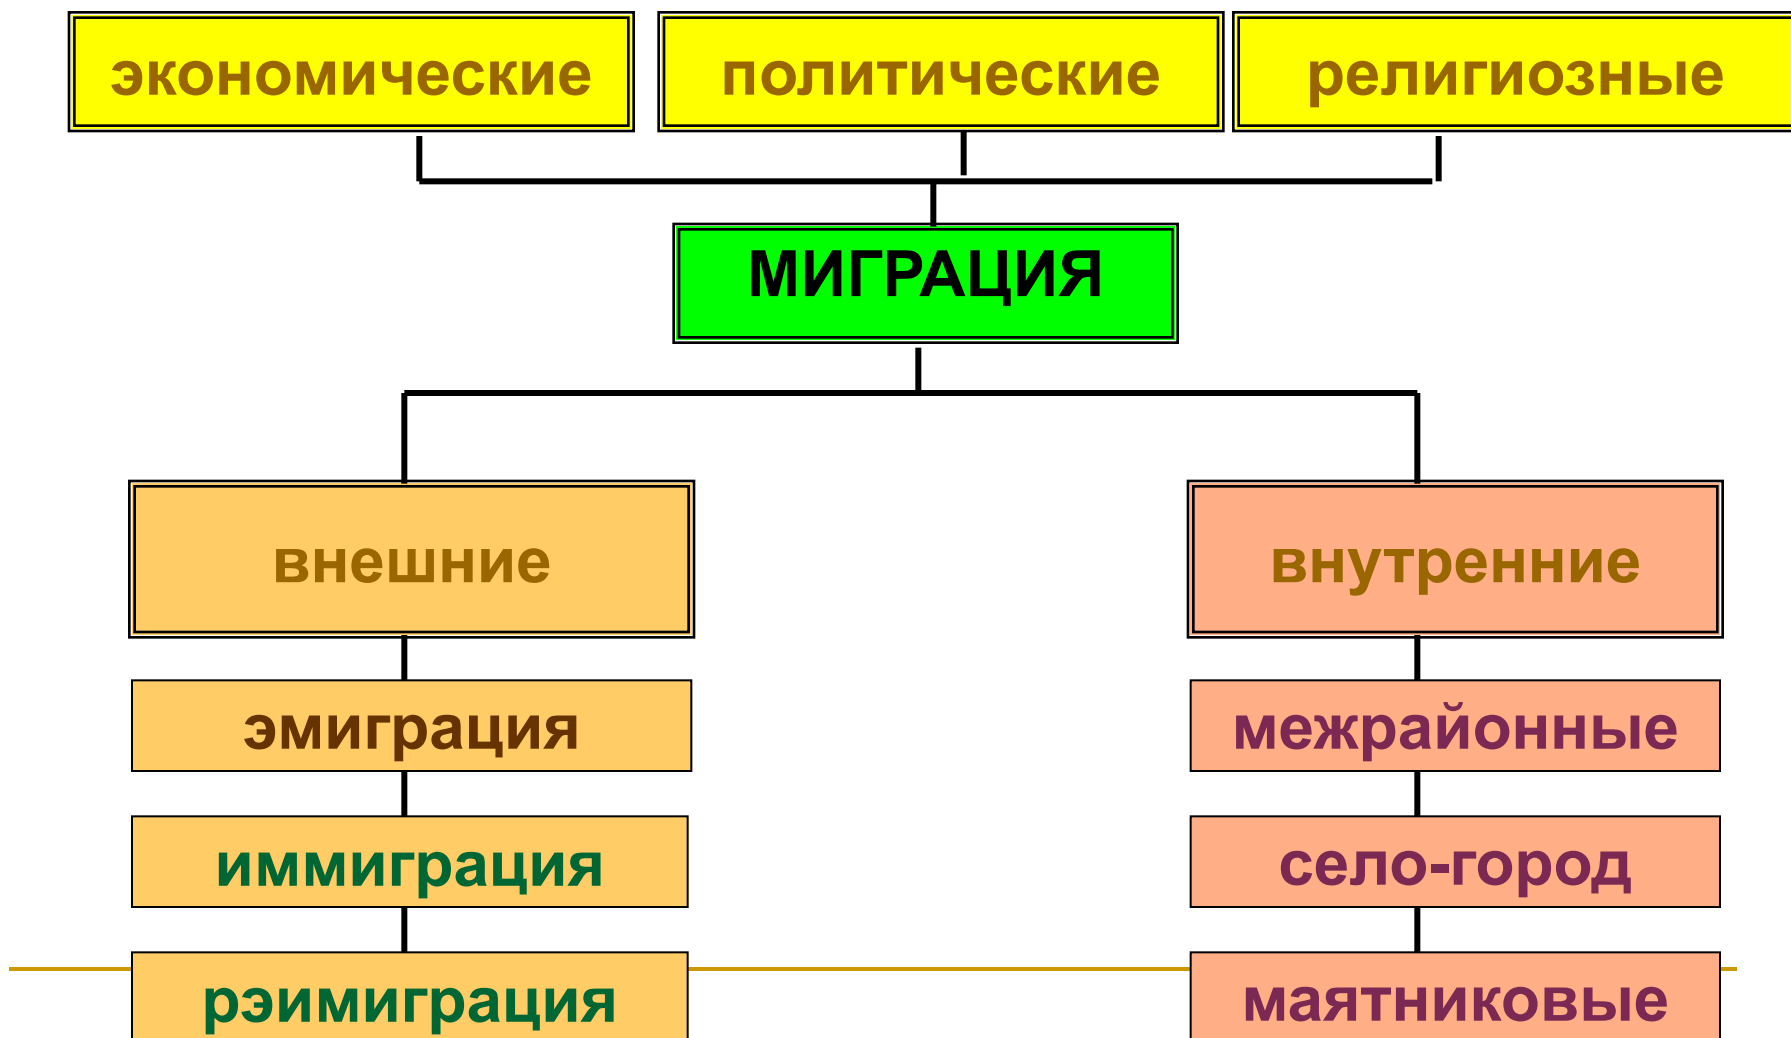 экономические
политические
религиозные
МИГРАЦИЯ
внешние
внутренние
эмиграция
межрайонные
иммиграция
село-город
рэимиграция
маятниковые